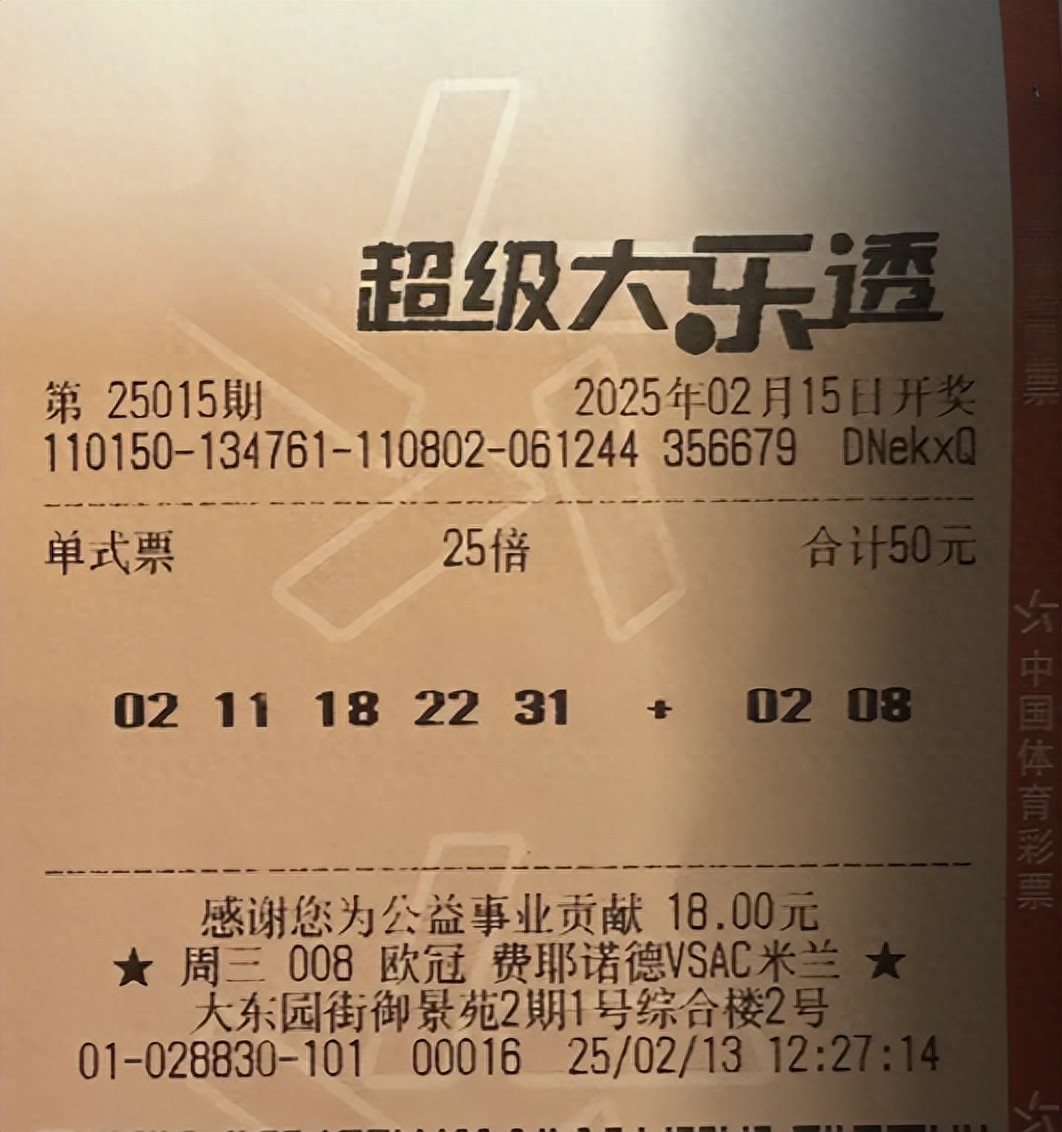 超级大乐透
第 25015期 2025年02月15日开奖
110150-134761-110802-061244 356679 DNekxQ
单式票 25倍 合计50元
02 11 18 22 31 + 02 08
感谢您为公益事业贡献 18.00元
★ 周三 008 欧冠 费耶诺德VSAC米兰 ★
大东园街御景苑2期1号综合楼2号
01-028830-101 00016 25/02/13 12:27:14
票
中国体育彩票